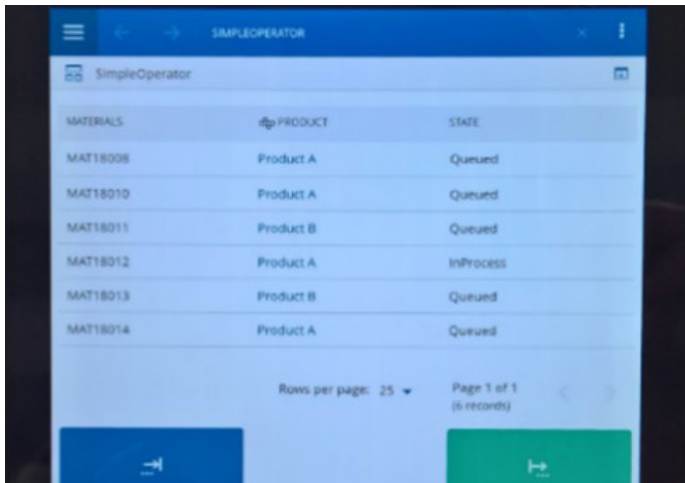 SIMPLEOPERATOR
SimpleOperator
MATERIALS PRODUCT STATE
MAT18008 Product A Queued
MAT18010 Product A Queued
MAT18011 Product B Queued
MAT18012 Product A InProcess
MAT18013 Product B Queued
MAT18014 Product A Queued
Rows per page: 25 Page 1 of 1
(6 records)